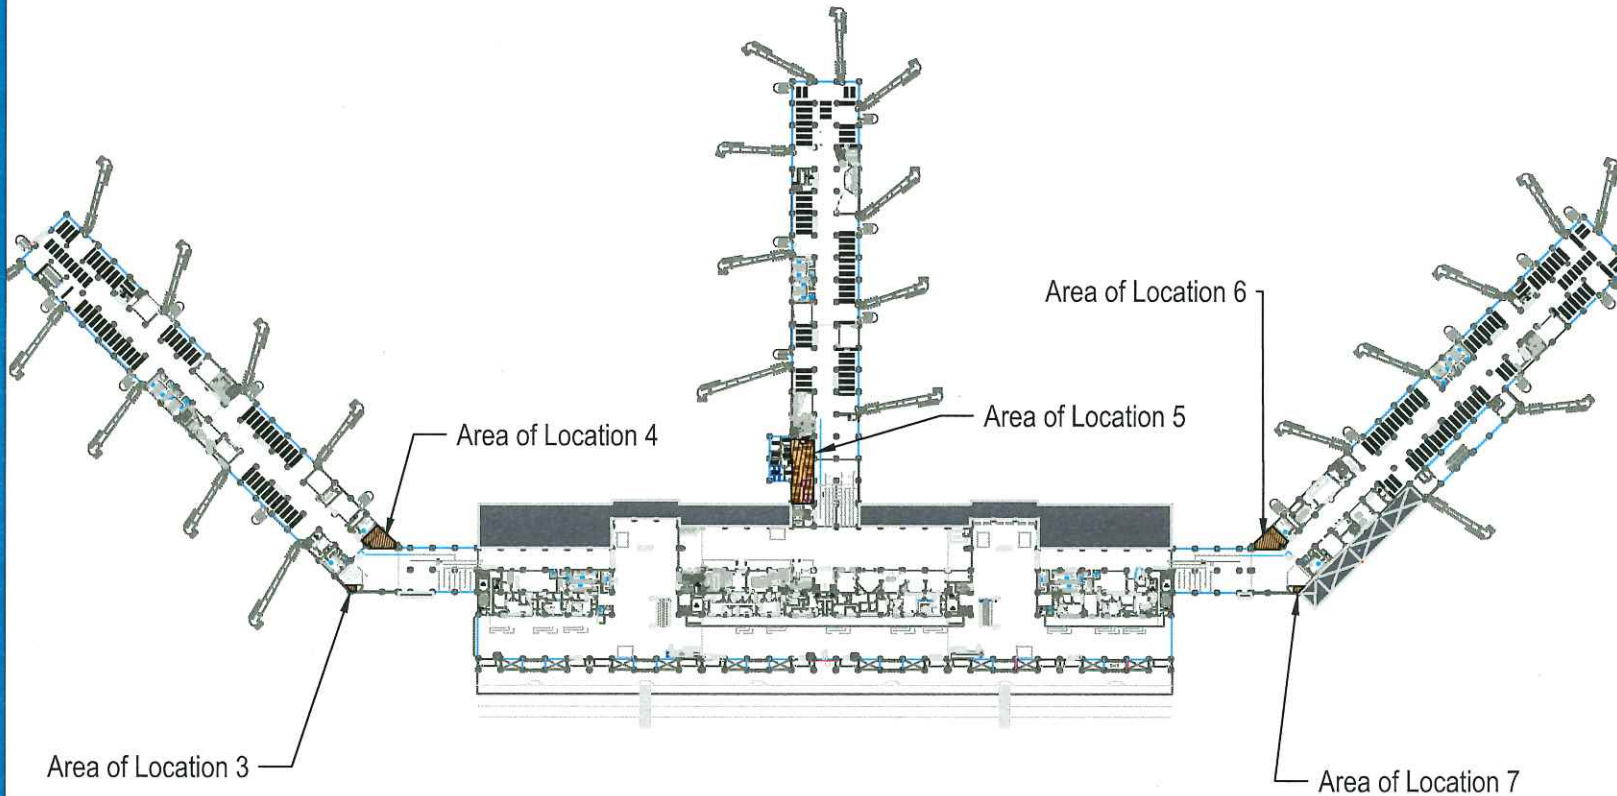 Area of Location 6
Area of Location 5
Area of Location 4
Area of Location 3
Area of Location 7